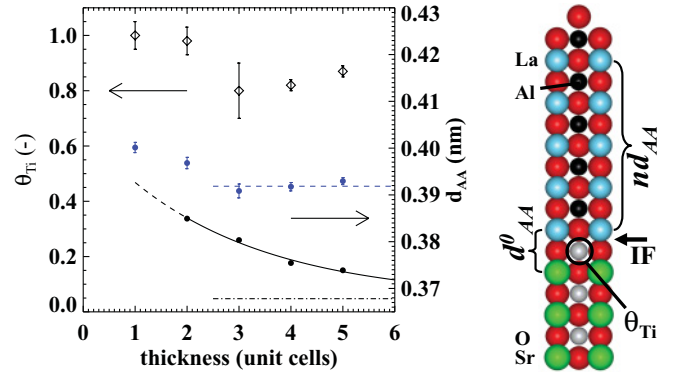 1.0
0.8
0.6
0.4
0.2
0.0
θTi (-)
0 1 2 3 4 5 6
thickness (unit cells)
0.43
0.42
0.41
0.40
0.39
0.38
0.37
dAA (nm)
La
Al
ndAA
d0AA
IF
θTi
O
Sr